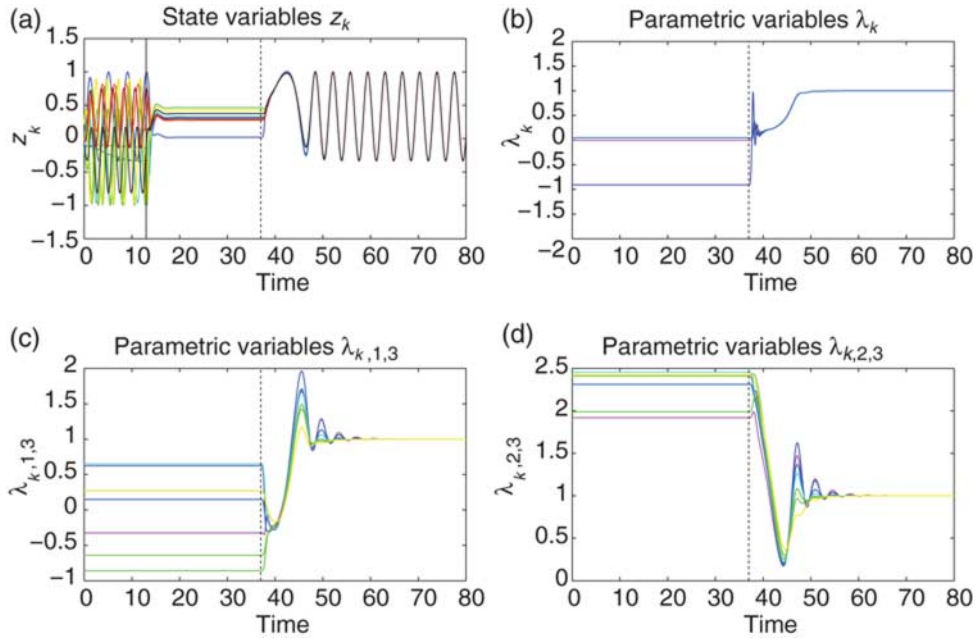 (a) State variables z_k
1.5
1
0.5
0
−0.5
−1
−1.5
z_k
0 10 20 30 40 50 60 70 80
Time
(b) Parametric variables λ_k
2
1.5
1
0.5
0
−0.5
−1
−1.5
−2
λ_k
0 10 20 30 40 50 60 70 80
Time
(c) Parametric variables λ_{k,1,3}
2
1.5
1
0.5
0
−0.5
−1
λ_{k,1,3}
0 10 20 30 40 50 60 70 80
Time
(d) Parametric variables λ_{k,2,3}
2.5
2
1.5
1
0.5
0
λ_{k,2,3}
0 10 20 30 40 50 60 70 80
Time